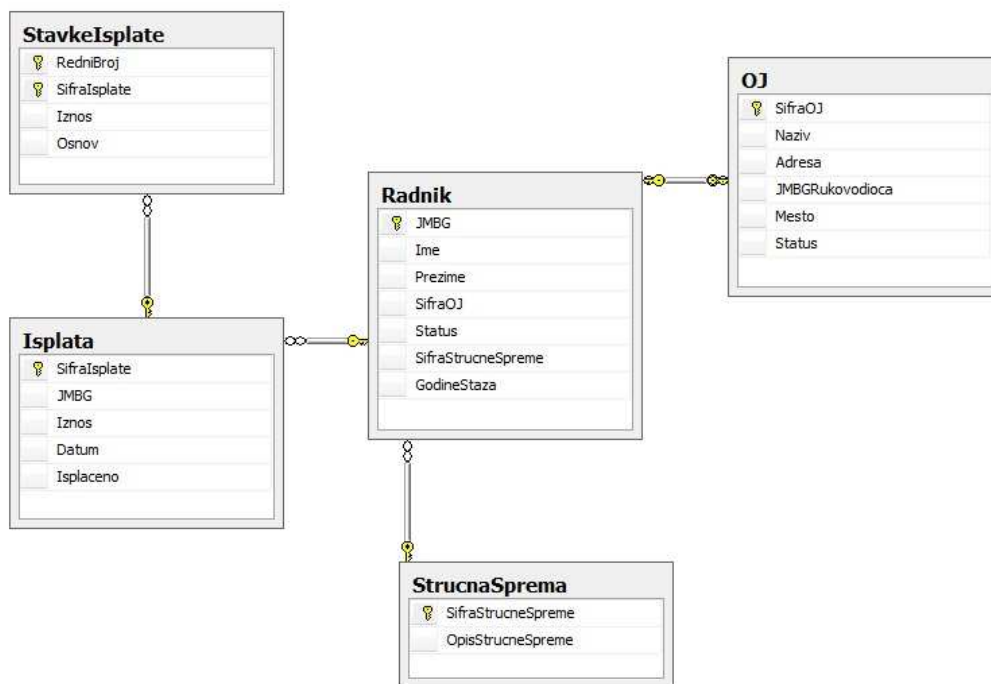 StavkeIsplate
RedniBroj
SifraIsplate
Iznos
Osnov
OJ
SifraOJ
Naziv
Adresa
JMBGRukovodioca
Mesto
Status
Radnik
JMBG
Ime
Prezime
SifraOJ
Status
SifraStrucneSpreme
GodineStaza
Isplata
SifraIsplate
JMBG
Iznos
Datum
Isplaceno
StrucnaSprema
SifraStrucneSpreme
OpisStrucneSpreme